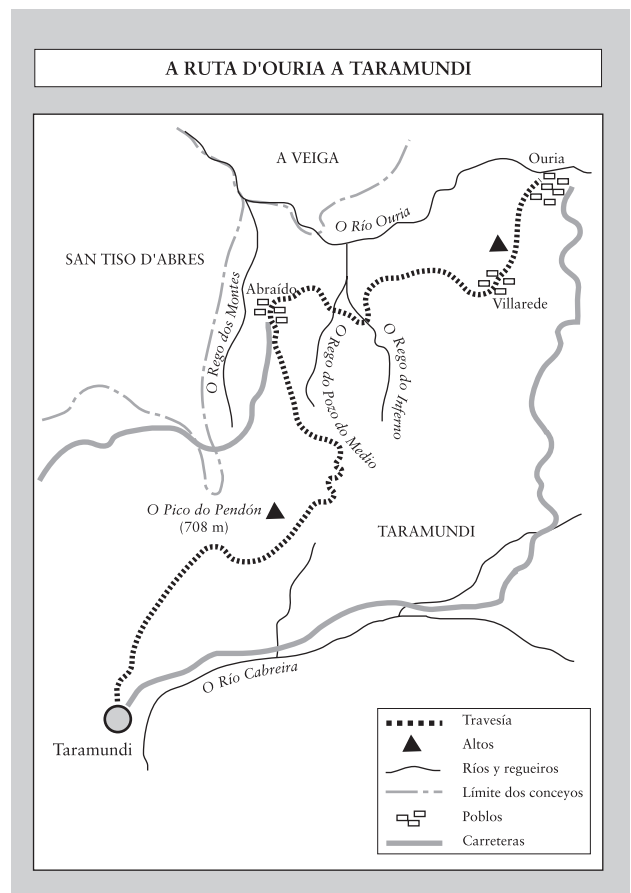 A RUTA D'OURIA A TARAMUNDI
A VEIGA
Ouria
O Río Ouria
SAN TISO D'ABRES
Abraído
Villarede
O Rego dos Montes
O Rego do Pozo do Medio
O Rego do Inferno
O Pico do Pendón
(708 m)
TARAMUNDI
O Río Cabreira
Taramundi
Travesía
Altos
Ríos y regueiros
Límite dos conceyos
Poblos
Carreteras